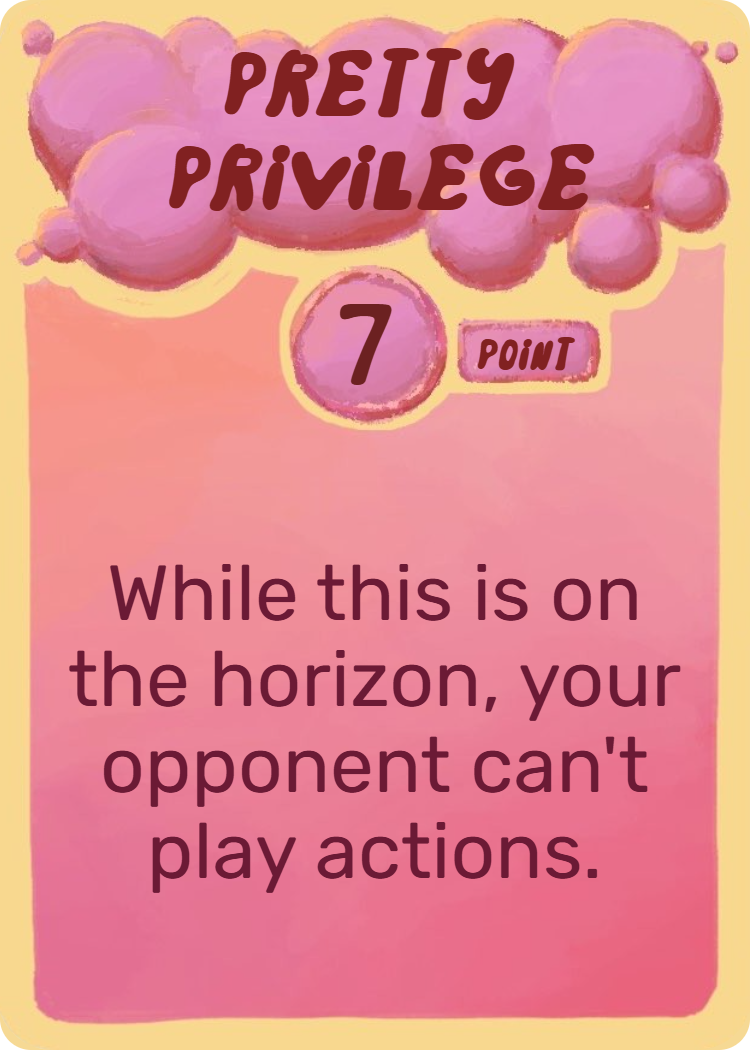 PRETTY
PRiViLEGE
7
POiNT
While this is on
the horizon, your
opponent can't
play actions.